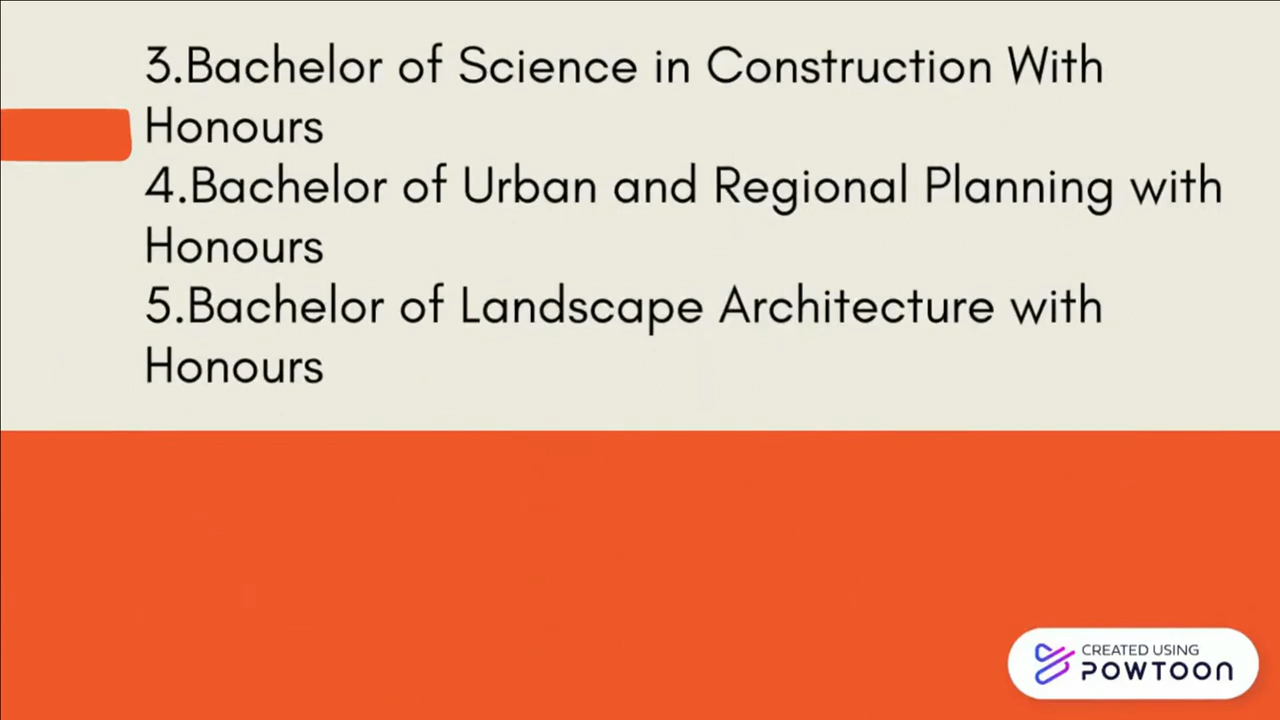 3.Bachelor of Science in Construction With
Honours
4.Bachelor of Urban and Regional Planning with
Honours
5.Bachelor of Landscape Architecture with
Honours
CREATED USING
POWTOON